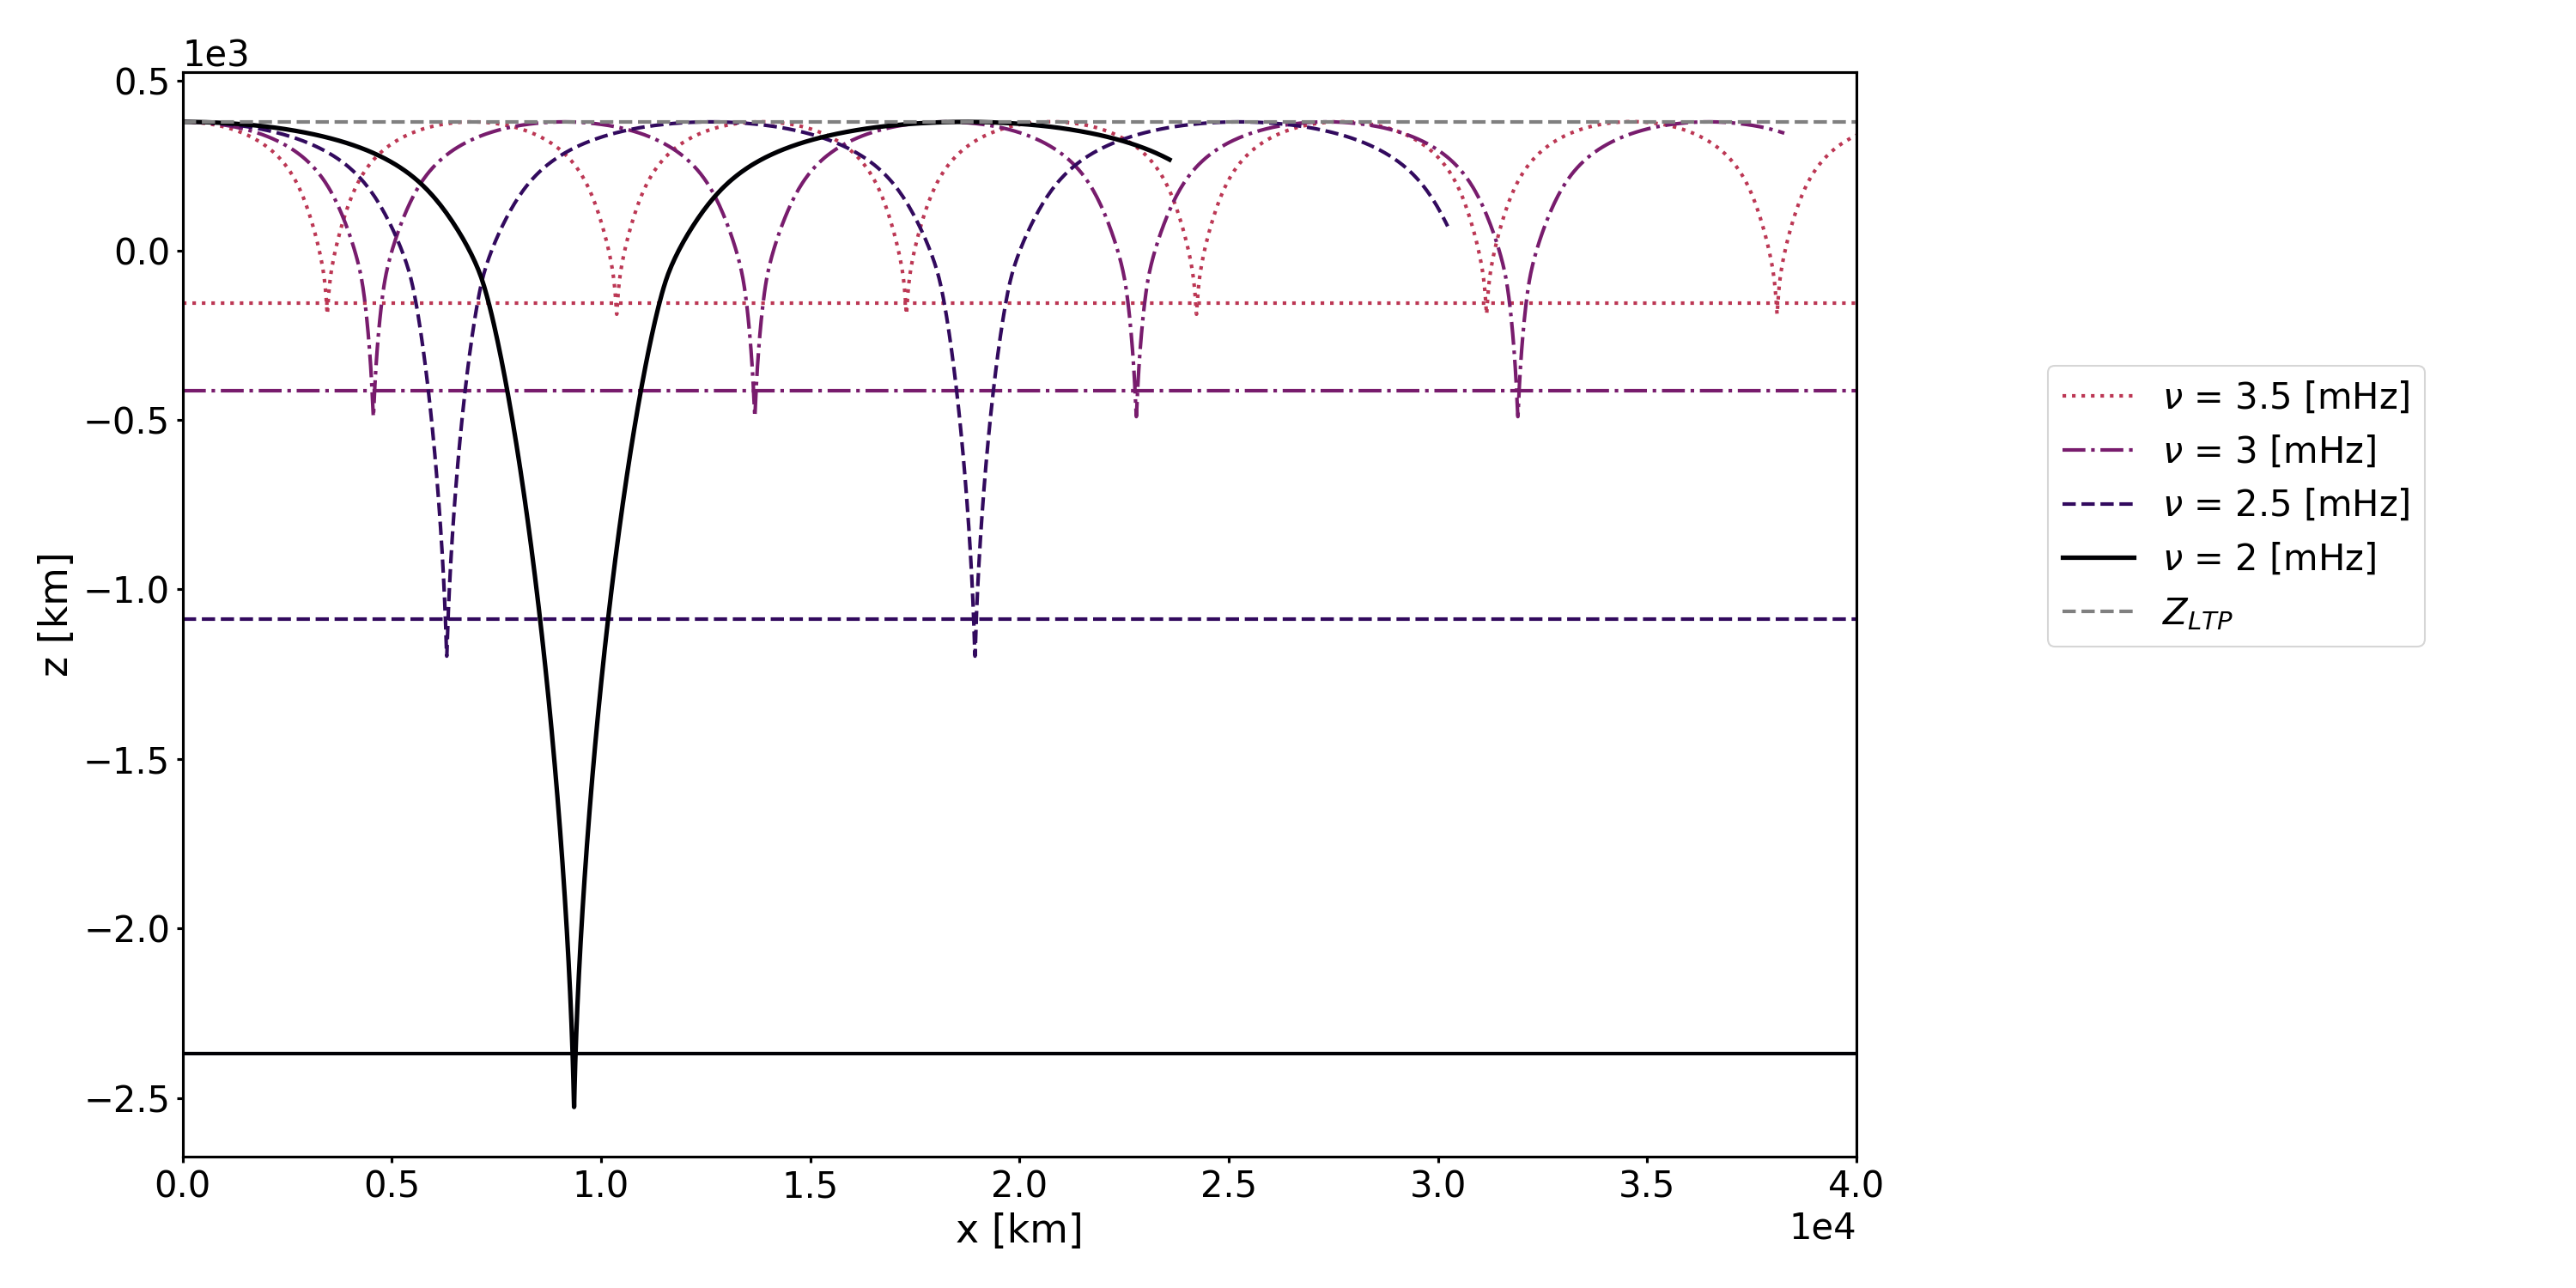 1e3
0.5
0.0
−0.5
−1.0
−1.5
−2.0
−2.5
z [km]
0.0 0.5 1.0 1.5 2.0 2.5 3.0 3.5 4.0
x [km]
1e4
ν = 3.5 [mHz]
ν = 3 [mHz]
ν = 2.5 [mHz]
ν = 2 [mHz]
Z_{LTP}